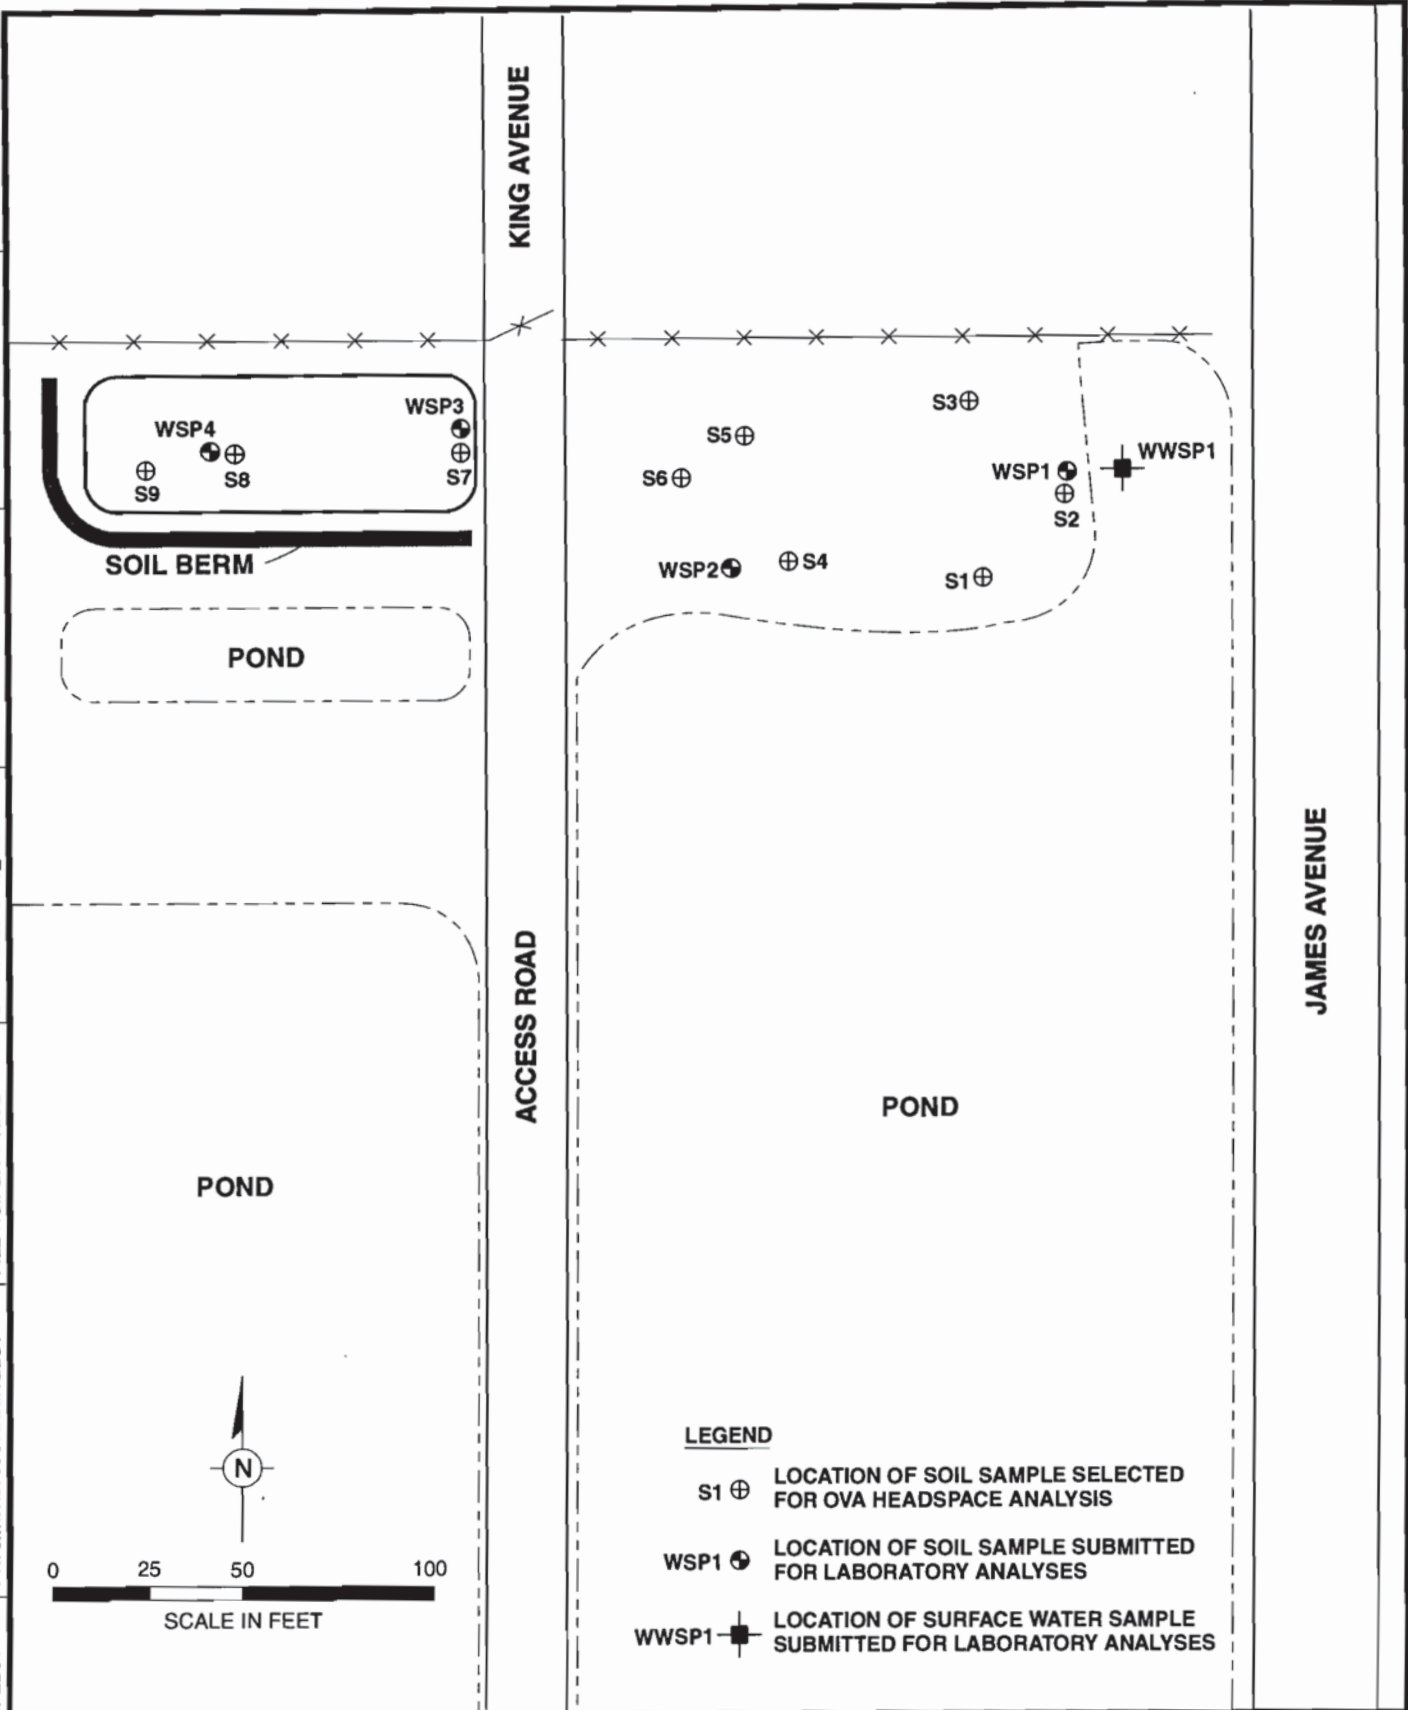 KING AVENUE
WSP3
WSP4
S8
S7
S9
SOIL BERM
S3
S5
S6
WWSP1
WSP1
S2
WSP2
S4
S1
POND
JAMES AVENUE
ACCESS ROAD
POND
POND
N
0 25 50 100
SCALE IN FEET
LEGEND
S1 LOCATION OF SOIL SAMPLE SELECTED
FOR OVA HEADSPACE ANALYSIS
WSP1 LOCATION OF SOIL SAMPLE SUBMITTED
FOR LABORATORY ANALYSES
WWSP1 LOCATION OF SURFACE WATER SAMPLE
SUBMITTED FOR LABORATORY ANALYSES